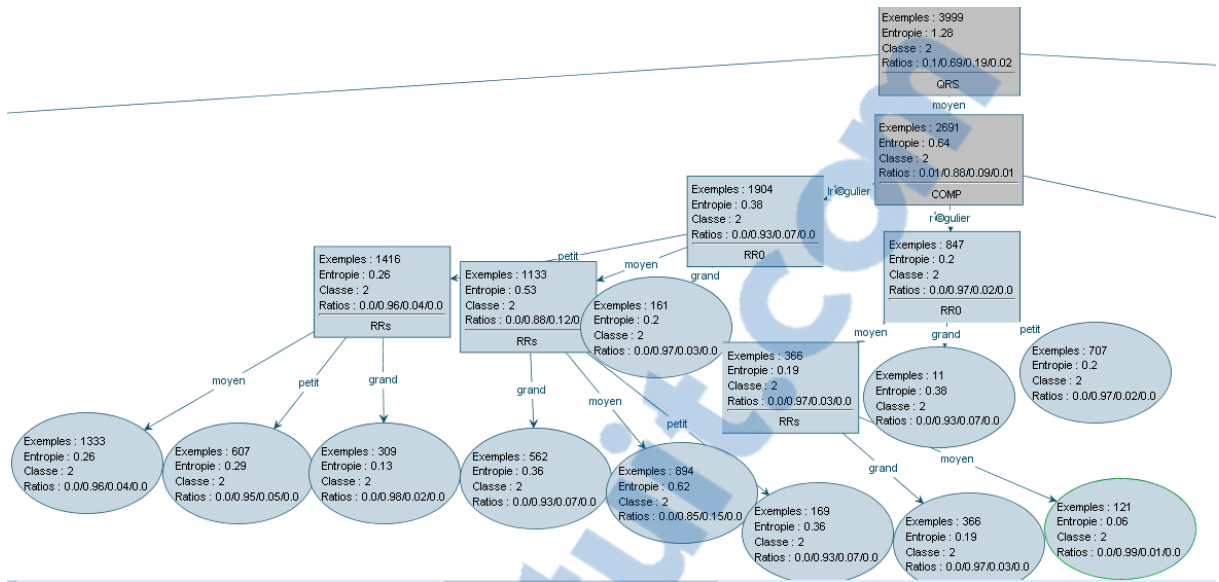 Exemples : 3999
Entropie : 1.28
Classe : 2
Ratios : 0.1/0.69/0.19/0.02
QRS
moyen
Exemples : 2691
Entropie : 0.64
Classe : 2
Ratios : 0.01/0.88/0.09/0.01
COMP
Ir'©gulier
r'©gulier
Exemples : 1904
Entropie : 0.38
Classe : 2
Ratios : 0.0/0.93/0.07/0.0
RR0
petit
moyen
grand
Exemples : 847
Entropie : 0.2
Classe : 2
Ratios : 0.0/0.97/0.02/0.0
RR0
moyen
grand
petit
Exemples : 1416
Entropie : 0.26
Classe : 2
Ratios : 0.0/0.96/0.04/0.0
RRs
Exemples : 1133
Entropie : 0.53
Classe : 2
Ratios : 0.0/0.88/0.12/0
RRs
Exemples : 161
Entropie : 0.2
Classe : 2
Ratios : 0.0/0.97/0.03/0.0
Exemples : 366
Entropie : 0.19
Classe : 2
Ratios : 0.0/0.97/0.03/0.0
RRs
Exemples : 11
Entropie : 0.38
Classe : 2
Ratios : 0.0/0.93/0.07/0.0
Exemples : 707
Entropie : 0.2
Classe : 2
Ratios : 0.0/0.97/0.02/0.0
moyen
petit
grand
grand
moyen
petit
grand
moyen
Exemples : 1333
Entropie : 0.26
Classe : 2
Ratios : 0.0/0.96/0.04/0.0
Exemples : 607
Entropie : 0.29
Classe : 2
Ratios : 0.0/0.95/0.05/0.0
Exemples : 309
Entropie : 0.13
Classe : 2
Ratios : 0.0/0.98/0.02/0.0
Exemples : 562
Entropie : 0.36
Classe : 2
Ratios : 0.0/0.93/0.07/0.0
Exemples : 894
Entropie : 0.62
Classe : 2
Ratios : 0.0/0.85/0.15/0.0
Exemples : 169
Entropie : 0.36
Classe : 2
Ratios : 0.0/0.93/0.07/0.0
Exemples : 366
Entropie : 0.19
Classe : 2
Ratios : 0.0/0.97/0.03/0.0
Exemples : 121
Entropie : 0.06
Classe : 2
Ratios : 0.0/0.99/0.01/0.0